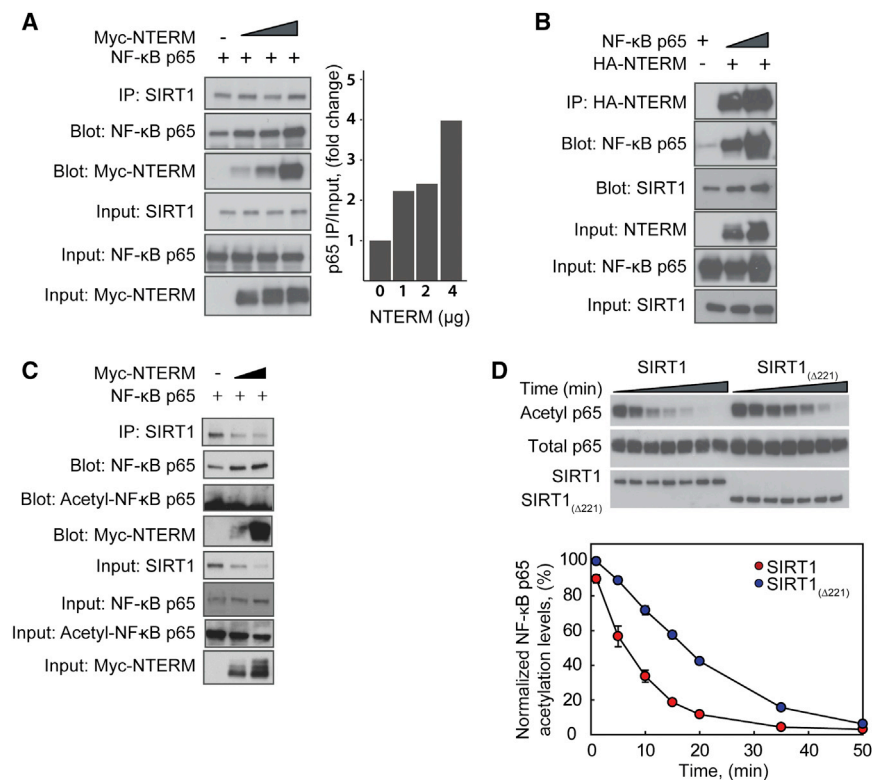 A
Myc-NTERM -
NF-κB p65 + + + +
IP: SIRT1
Blot: NF-κB p65
Blot: Myc-NTERM
Input: SIRT1
Input: NF-κB p65
Input: Myc-NTERM
p65 IP/Input, (fold change)
5
4
3
2
1
0 1 2 4
NTERM (µg)
B
NF-κB p65 +
HA-NTERM - + +
IP: HA-NTERM
Blot: NF-κB p65
Blot: SIRT1
Input: NTERM
Input: NF-κB p65
Input: SIRT1
C
Myc-NTERM -
NF-κB p65 + + +
IP: SIRT1
Blot: NF-κB p65
Blot: Acetyl-NFκB p65
Blot: Myc-NTERM
Input: SIRT1
Input: NF-κB p65
Input: Acetyl-NFκB p65
Input: Myc-NTERM
D
SIRT1 SIRT1(Δ221)
Time (min)
Acetyl p65
Total p65
SIRT1
SIRT1(Δ221)
Normalized NF-κB p65
acetylation levels, (%)
100
80
60
40
20
0
SIRT1
SIRT1(Δ221)
0 10 20 30 40 50
Time, (min)